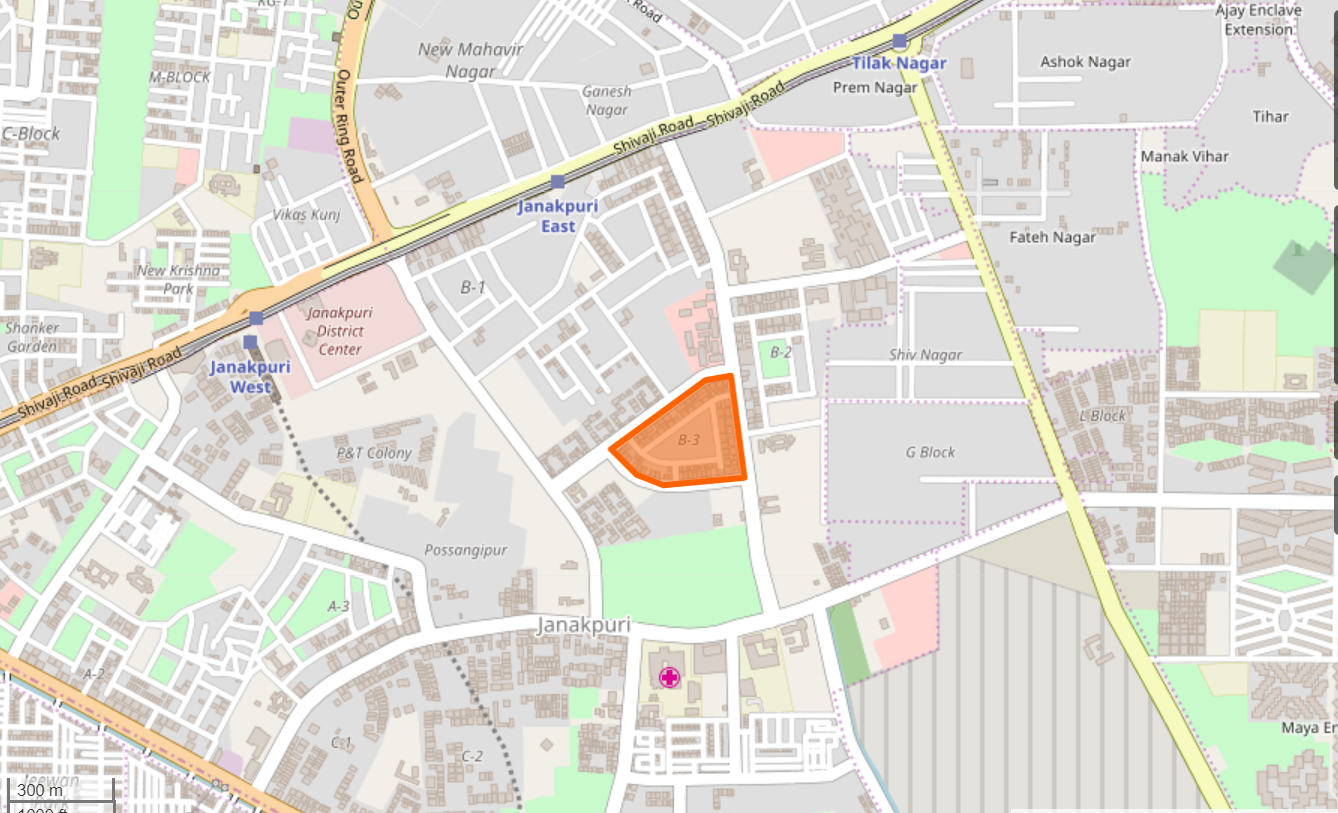 Road
New Mahavir
Nagar
M-BLOCK
Outer Ring Road
Ganesh
Nagar
C-Block
Shivaji Road
Shivaji Road
Tilak Nagar
Prem Nagar
Ashok Nagar
Ajay Enclave
Extension
Tihar
Manak Vihar
Janakpuri
East
Vikas Kunj
Fateh Nagar
New Krishna
Park
B-1
Janakpuri
District
Center
Shanker
Garden
Janakpuri
West
Shivaji Road
Shivaji Road
B-2
Shiv Nagar
L Block
B-3
G Block
P&T Colony
Possangipur
A-3
Janakpuri
A-2
C-1
C-2
Maya En
Jeewan
Park
300 m